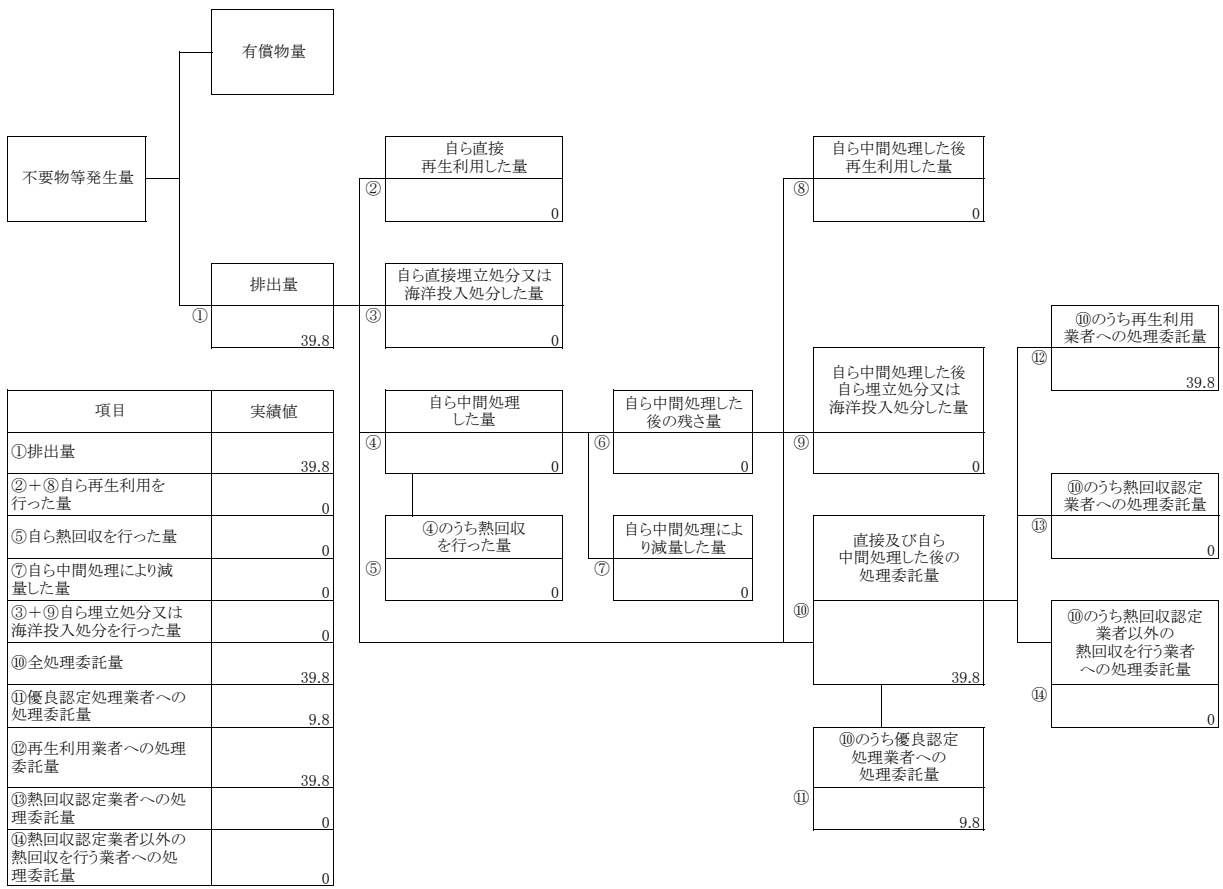 有償物量
不要物等発生量
自ら直接
再生利用した量
②
0
自ら中間処理した後
再生利用した量
⑧
0
排出量
①
39.8
自ら直接埋立処分又は
海洋投入処分した量
③
0
⑩のうち再生利用
業者への処理委託量
⑫
39.8
自ら中間処理
した量
④
0
自ら中間処理した
後の残さ量
⑥
0
自ら中間処理した後
自ら埋立処分又は
海洋投入処分した量
⑨
0
⑩のうち熱回収認定
業者への処理委託量
⑬
0
④のうち熱回収
を行った量
⑤
0
自ら中間処理によ
り減量した量
⑦
0
直接及び自ら
中間処理した後の
処理委託量
⑩
39.8
⑩のうち熱回収認定
業者以外の
熱回収を行う業者
への処理委託量
⑭
0
⑩のうち優良認定
処理業者への
処理委託量
⑪
9.8
項目 実績値
①排出量
39.8
②+⑧自ら再生利用を
行った量
0
⑤自ら熱回収を行った量
0
⑦自ら中間処理により減
量した量
0
③+⑨自ら埋立処分又は
海洋投入処分を行った量
0
⑩全処理委託量
39.8
⑪優良認定処理業者への
処理委託量
9.8
⑫再生利用業者への処理
委託量
39.8
⑬熱回収認定業者への処
理委託量
0
⑭熱回収認定業者以外の
熱回収を行う業者への処
理委託量
0